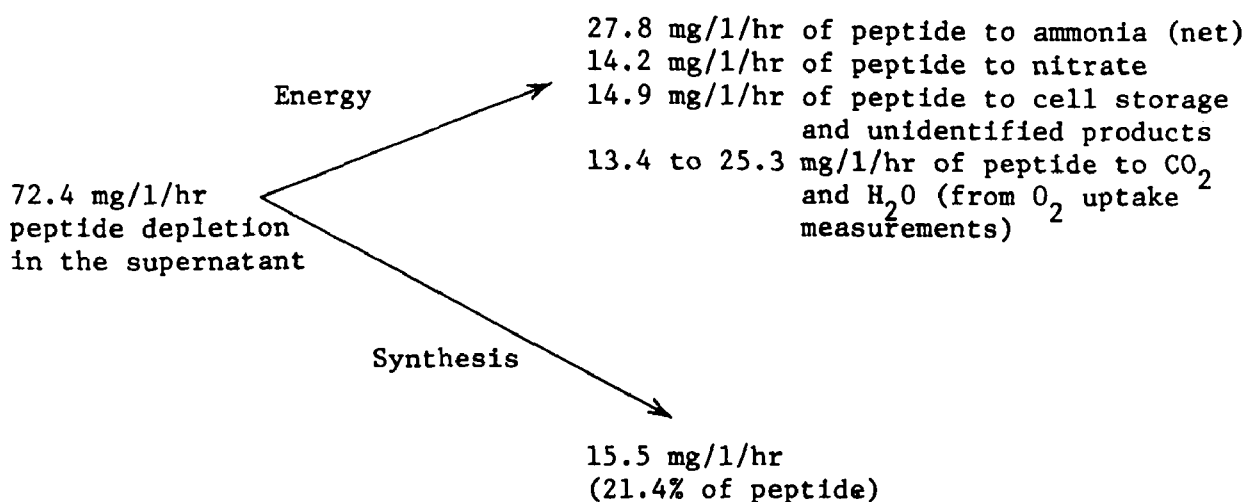 27.8 mg/l/hr of peptide to ammonia (net)
14.2 mg/l/hr of peptide to nitrate
14.9 mg/l/hr of peptide to cell storage
and unidentified products
13.4 to 25.3 mg/l/hr of peptide to CO2
and H2O (from O2 uptake
measurements)
Energy
72.4 mg/l/hr
peptide depletion
in the supernatant
Synthesis
15.5 mg/l/hr
(21.4% of peptide)